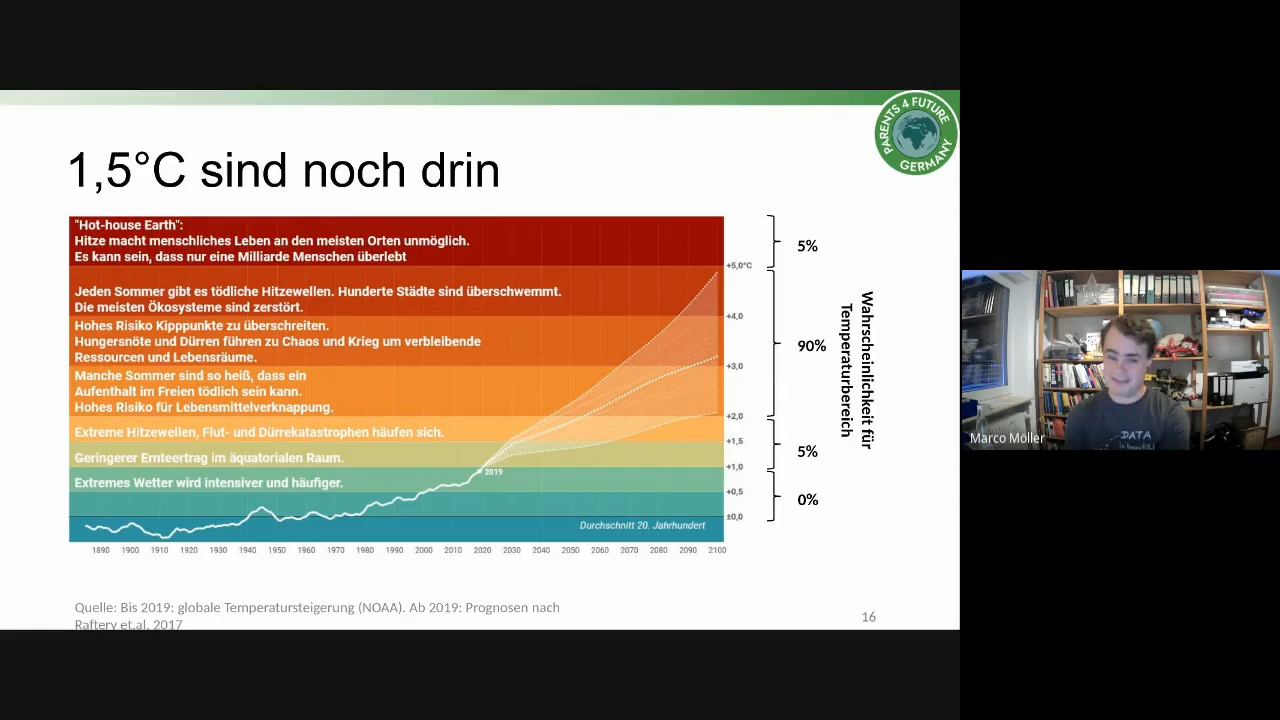 PARENTS 4 FUTURE
GERMANY
1,5°C sind noch drin
"Hot-house Earth":
Hitze macht menschliches Leben an den meisten Orten unmöglich.
Es kann sein, dass nur eine Milliarde Menschen überlebt
Jeden Sommer gibt es tödliche Hitzewellen. Hunderte Städte sind überschwemmt.
Die meisten Ökosysteme sind zerstört.
Hohes Risiko Kipppunkte zu überschreiten.
Hungersnöte und Dürren führen zu Chaos und Krieg um verbleibende
Ressourcen und Lebensräume.
Manche Sommer sind so heiß, dass ein
Aufenthalt im Freien tödlich sein kann.
Hohes Risiko für Lebensmittelverknappung.
Extreme Hitzewellen, Flut- und Dürrekatastrophen häufen sich.
Geringerer Ernteertrag im äquatorialen Raum.
Extremes Wetter wird intensiver und häufiger.
2019
Durchschnitt 20. Jahrhundert
+5,0°C
+4,0
+3,0
+2,0
+1,5
+1,0
+0,5
±0,0
1890 1900 1910 1920 1930 1940 1950 1960 1970 1980 1990 2000 2010 2020 2030 2040 2050 2060 2070 2080 2090 2100
5%
90%
5%
0%
Wahrscheinlichkeit für
Temperaturbereich
Quelle: Bis 2019: globale Temperatursteigerung (NOAA). Ab 2019: Prognosen nach
Raftery et.al. 2017
16
Marco Möller
DATA
is beautiful